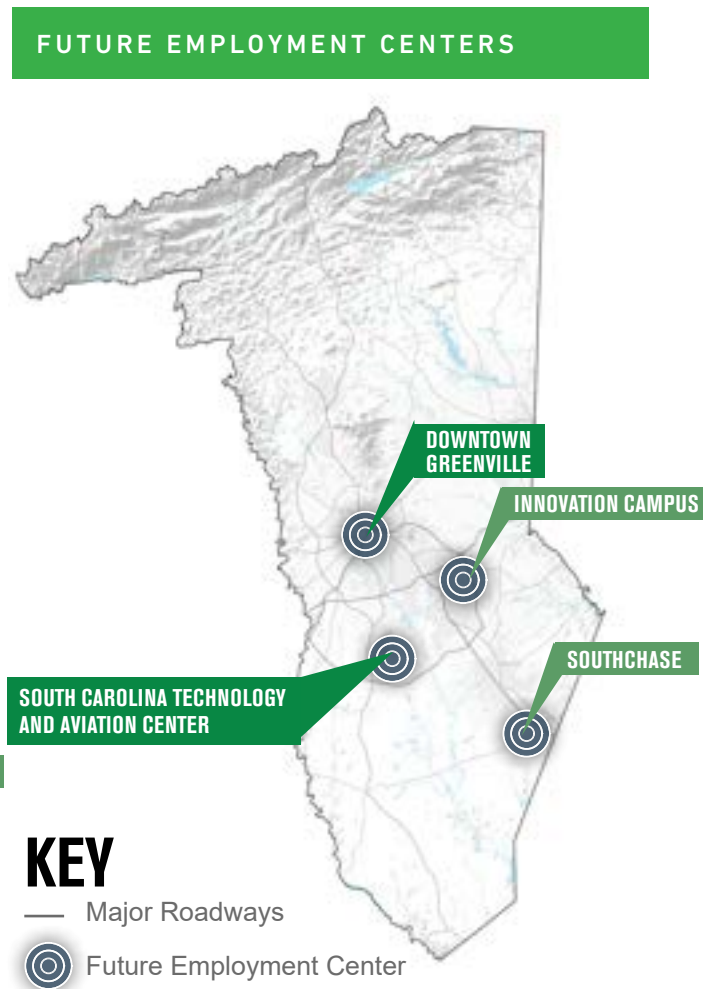 FUTURE EMPLOYMENT CENTERS
DOWNTOWN
GREENVILLE
INNOVATION CAMPUS
SOUTHCHASE
SOUTH CAROLINA TECHNOLOGY
AND AVIATION CENTER
KEY
Major Roadways
Future Employment Center